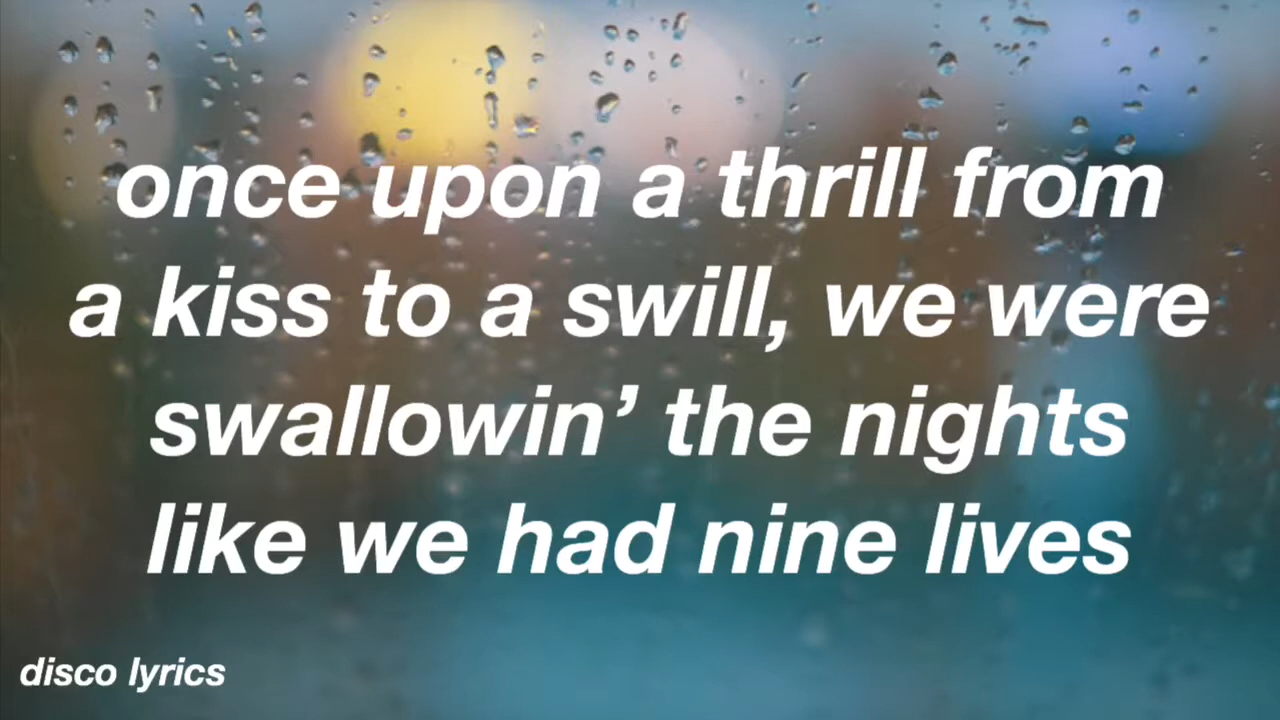 once upon a thrill from
a kiss to a swill, we were
swallowin’ the nights
like we had nine lives
disco lyrics